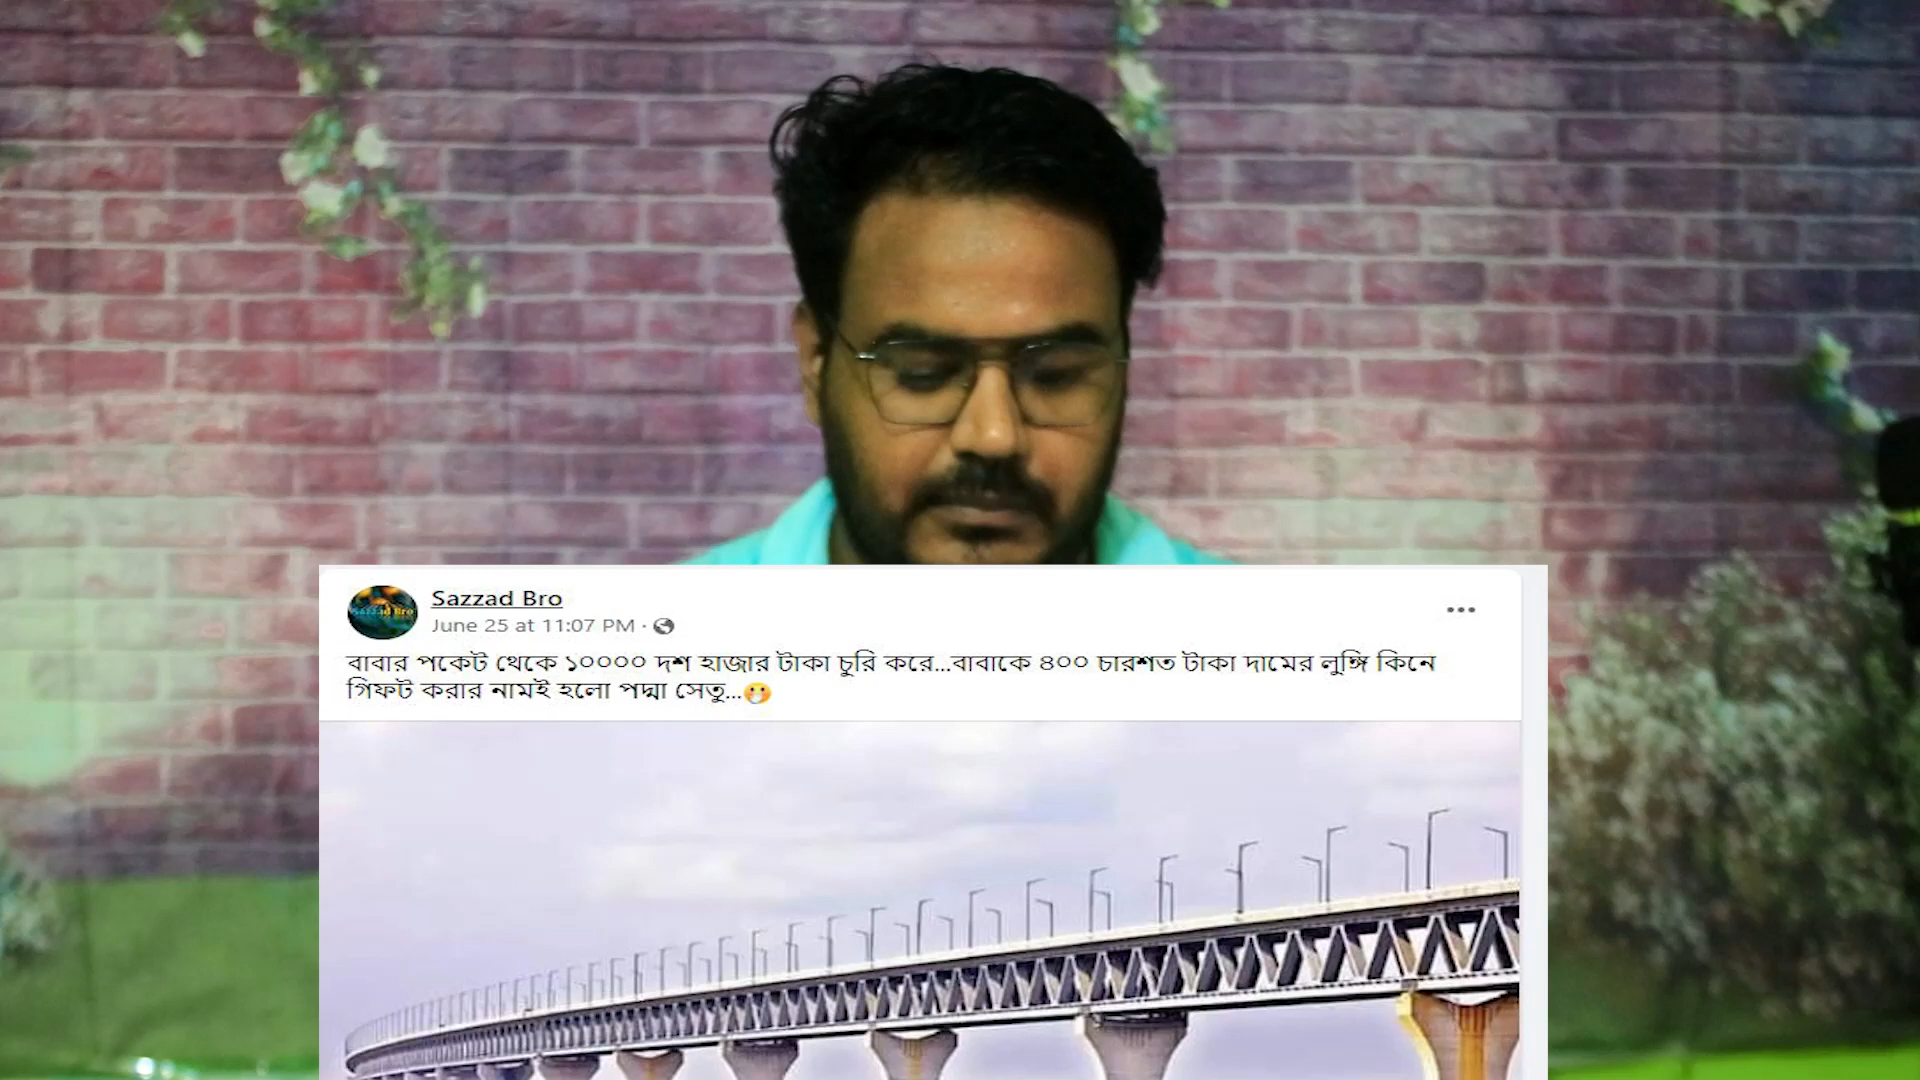 Sazzad Bro
June 25 at 11:07 PM ·
বাবার পকেট থেকে ১০০০০ দশ হাজার টাকা চুরি করে...বাবাকে ৪০০ চারশত টাকা দামের লুঙ্গি কিনে
গিফট করার নামই হলো পদ্মা সেতু...🤭